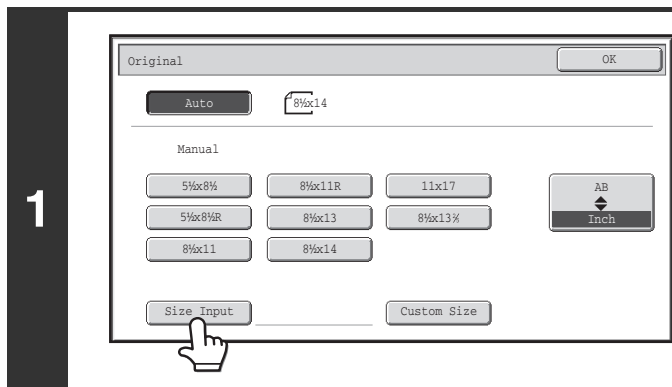 1
Original OK
Auto 8½x14
Manual
5½x8½ 8½x11R 11x17 AB
5½x8½R 8½x13 8½x13⅖ Inch
8½x11 8½x14
Size Input Custom Size